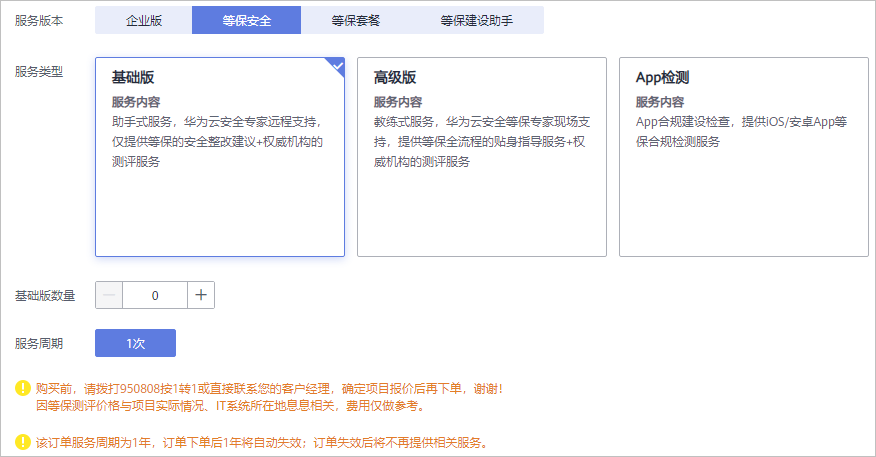 服务版本 企业版 等保安全 等保套餐 等保建设助手
服务类型
基础版
服务内容
助手式服务，华为云安全专家远程支持，
仅提供等保的安全整改建议+权威机构的
测评服务
高级版
服务内容
教练式服务，华为云安全等保专家现场支
持，提供等保全流程的贴身指导服务+权
威机构的测评服务
App检测
服务内容
App合规建设检查，提供iOS/安卓App等
保合规检测服务
基础版数量 0
服务周期 1次
购买前，请拨打950808按1转1或直接联系您的客户经理，确定项目报价后再下单，谢谢！
因等保测评价格与项目实际情况、IT系统所在地息息相关，费用仅做参考。
该订单服务周期为1年，订单下单后1年将自动失效；订单失效后将不再提供相关服务。